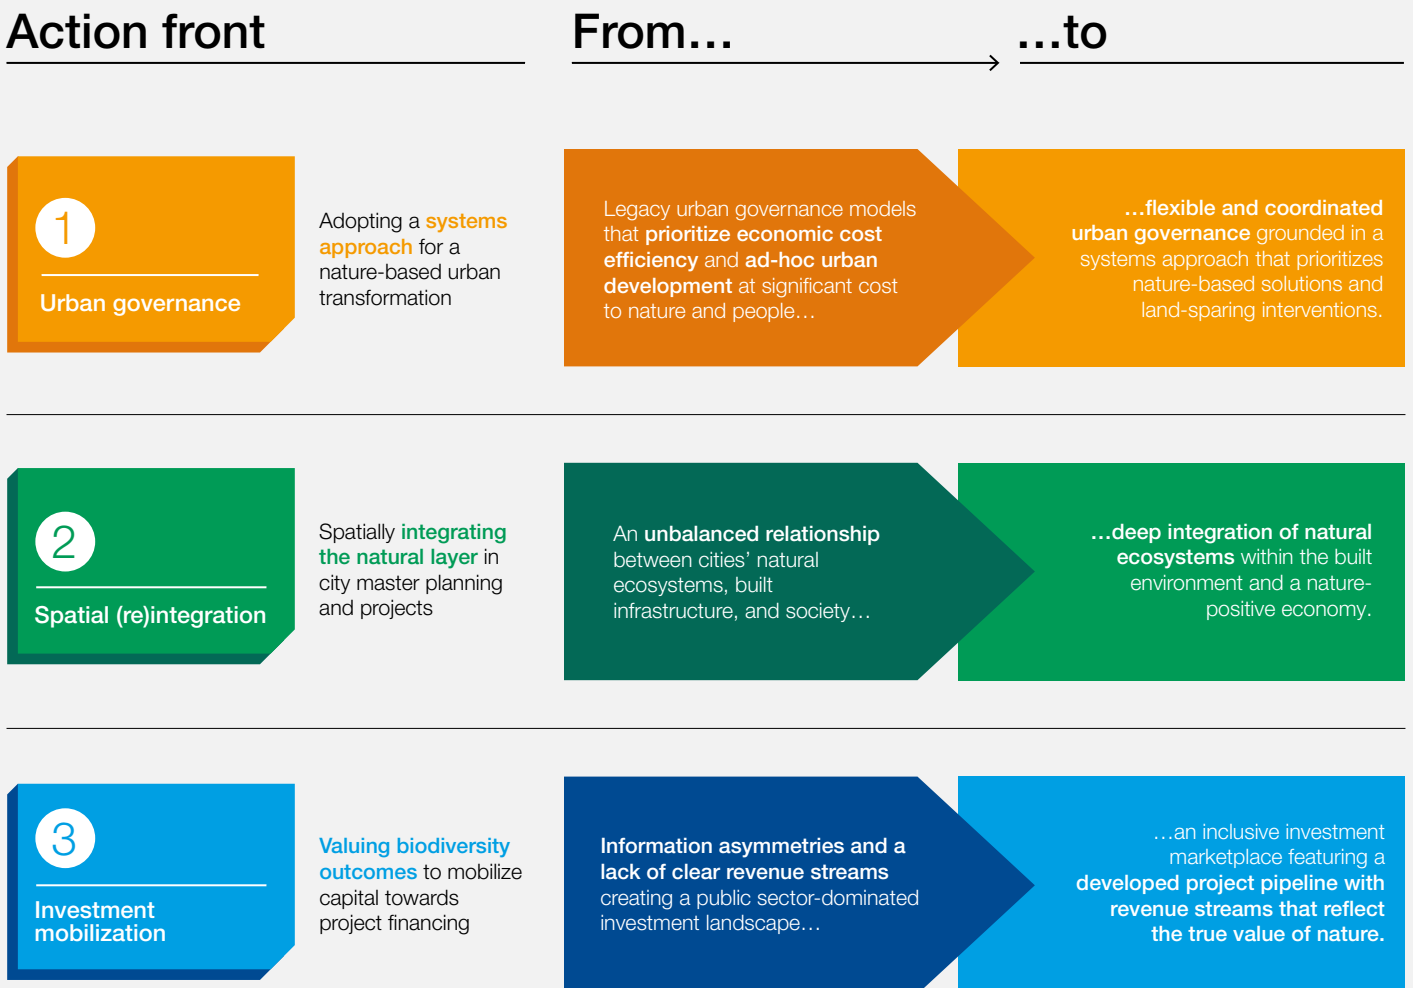 Action front
From…
…to
1
Urban governance
Adopting a systems
approach for a
nature-based urban
transformation
Legacy urban governance models
that prioritize economic cost
efficiency and ad-hoc urban
development at significant cost
to nature and people…
…flexible and coordinated
urban governance grounded in a
systems approach that prioritizes
nature-based solutions and
land-sparing interventions.
2
Spatial (re)integration
Spatially integrating
the natural layer in
city master planning
and projects
An unbalanced relationship
between cities’ natural
ecosystems, built
infrastructure, and society…
…deep integration of natural
ecosystems within the built
environment and a nature-
positive economy.
3
Investment
mobilization
Valuing biodiversity
outcomes to mobilize
capital towards
project financing
Information asymmetries and a
lack of clear revenue streams
creating a public sector-dominated
investment landscape…
…an inclusive investment
marketplace featuring a
developed project pipeline with
revenue streams that reflect
the true value of nature.